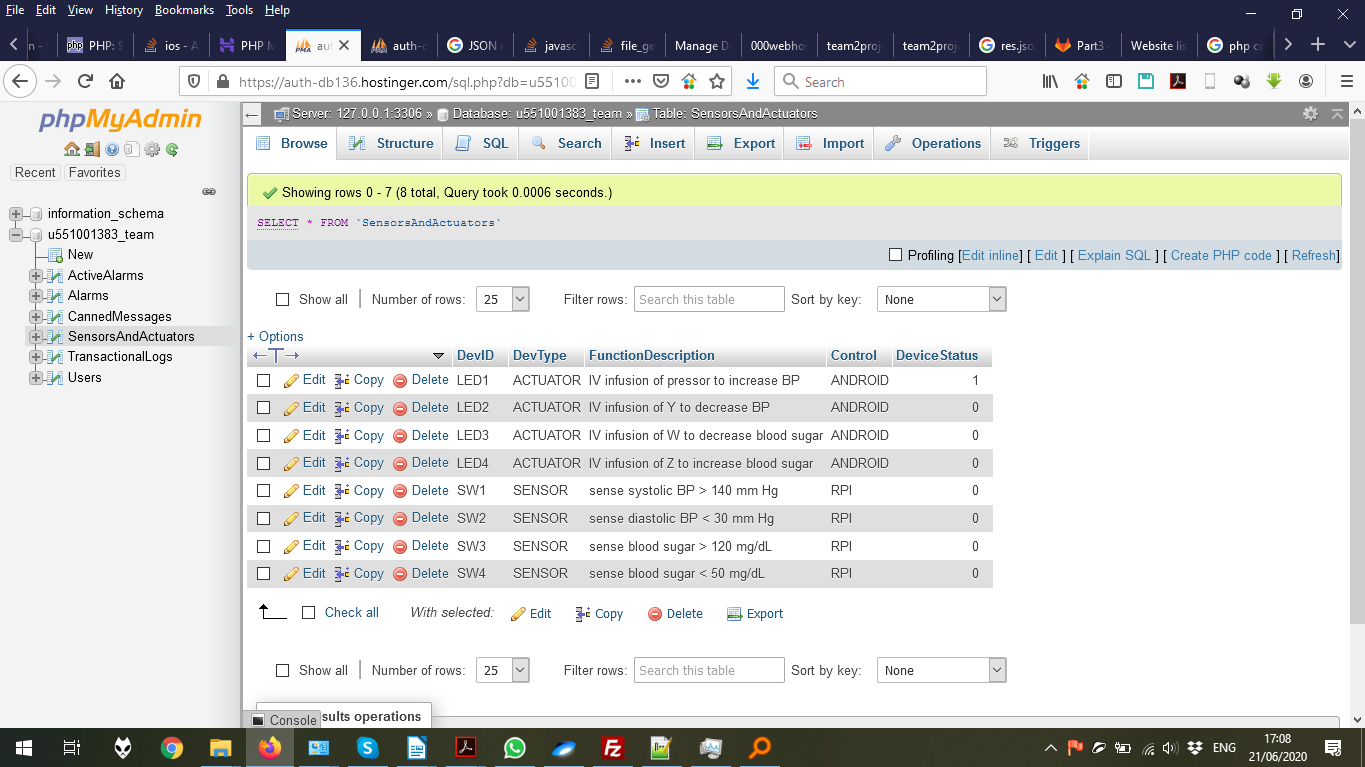 File Edit View History Bookmarks Tools Help
php PHP: S ios - A PHP M PMA aut PMA auth-c JSON javasc file_ge Manage D 000webhos team2proj team2proj res.jso Part3 Website lis php c
https://auth-db136.hostinger.com/sql.php?db=u55100 Search
phpMyAdmin
Recent Favorites
information_schema
u551001383_team
New
ActiveAlarms
Alarms
CannedMessages
SensorsAndActuators
TransactionalLogs
Users
Server: 127.0.0.1:3306 » Database: u551001383_team » Table: SensorsAndActuators
Browse Structure SQL Search Insert Export Import Operations Triggers
Showing rows 0 - 7 (8 total, Query took 0.0006 seconds.)
SELECT * FROM `SensorsAndActuators`
Profiling [Edit inline] [ Edit ] [ Explain SQL ] [ Create PHP code ] [ Refresh]
Show all | Number of rows: 25 Filter rows: Search this table Sort by key: None
+ Options
←T→ DevID DevType FunctionDescription Control DeviceStatus
Edit Copy Delete LED1 ACTUATOR IV infusion of pressor to increase BP ANDROID 1
Edit Copy Delete LED2 ACTUATOR IV infusion of Y to decrease BP ANDROID 0
Edit Copy Delete LED3 ACTUATOR IV infusion of W to decrease blood sugar ANDROID 0
Edit Copy Delete LED4 ACTUATOR IV infusion of Z to increase blood sugar ANDROID 0
Edit Copy Delete SW1 SENSOR sense systolic BP > 140 mm Hg RPI 0
Edit Copy Delete SW2 SENSOR sense diastolic BP < 30 mm Hg RPI 0
Edit Copy Delete SW3 SENSOR sense blood sugar > 120 mg/dL RPI 0
Edit Copy Delete SW4 SENSOR sense blood sugar < 50 mg/dL RPI 0
Check all With selected: Edit Copy Delete Export
Show all | Number of rows: 25 Filter rows: Search this table Sort by key: None
Console sults operations
ENG 17:08
21/06/2020